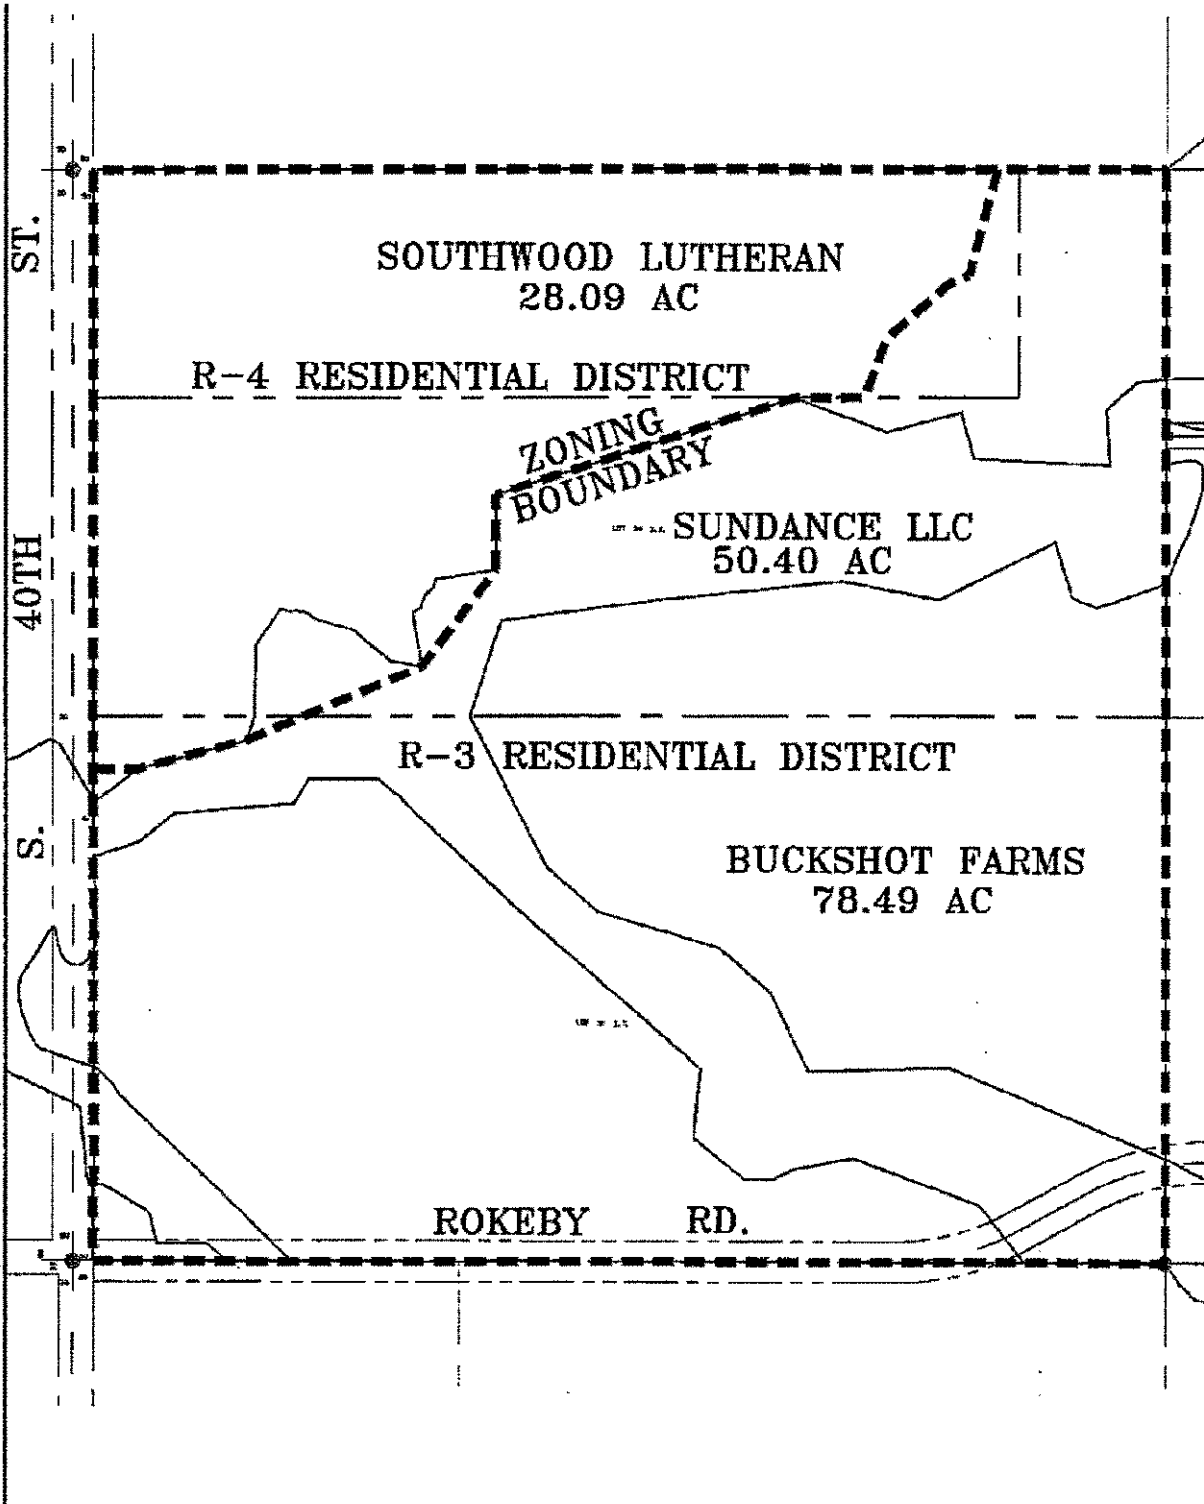 SOUTHWOOD LUTHERAN
28.09 AC
R-4 RESIDENTIAL DISTRICT
ZONING
BOUNDARY
SUNDANCE LLC
50.40 AC
R-3 RESIDENTIAL DISTRICT
BUCKSHOT FARMS
78.49 AC
ROKEBY RD.
S. 40TH ST.